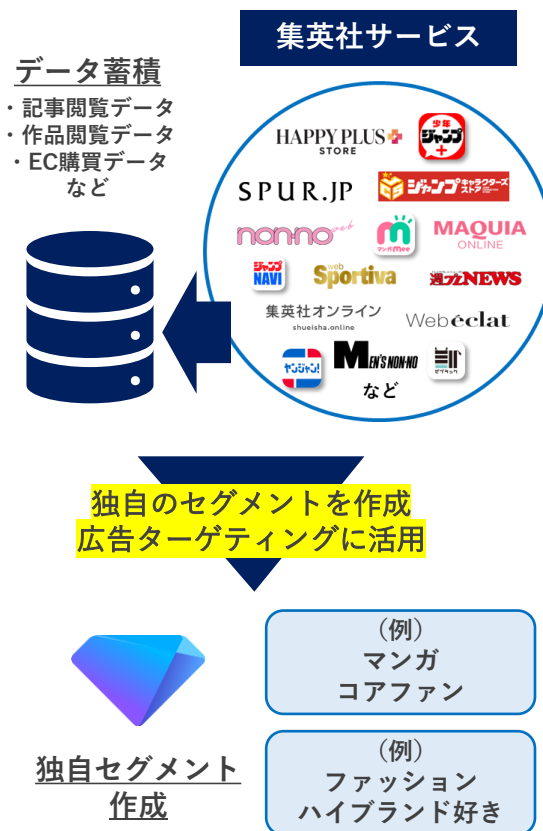 集英社サービス
データ蓄積
・記事閲覧データ
・作品閲覧データ
・EC購買データ
など
HAPPY PLUS
STORE
少年
ジャンプ
+
SPUR.JP
ジャンプキャラクターズ
ストア
non-no web
マンガMee
MAQUIA
ONLINE
ジャンプ
NAVI
web
Sportiva
週プレNEWS
集英社オンライン
shueisha.online
Webéclat
ヤンジャン!
MEN'S NON-NO
ゼブラック
など
独自のセグメントを作成
広告ターゲティングに活用
(例)
マンガ
コアファン
独自セグメント
作成
(例)
ファッション
ハイブランド好き